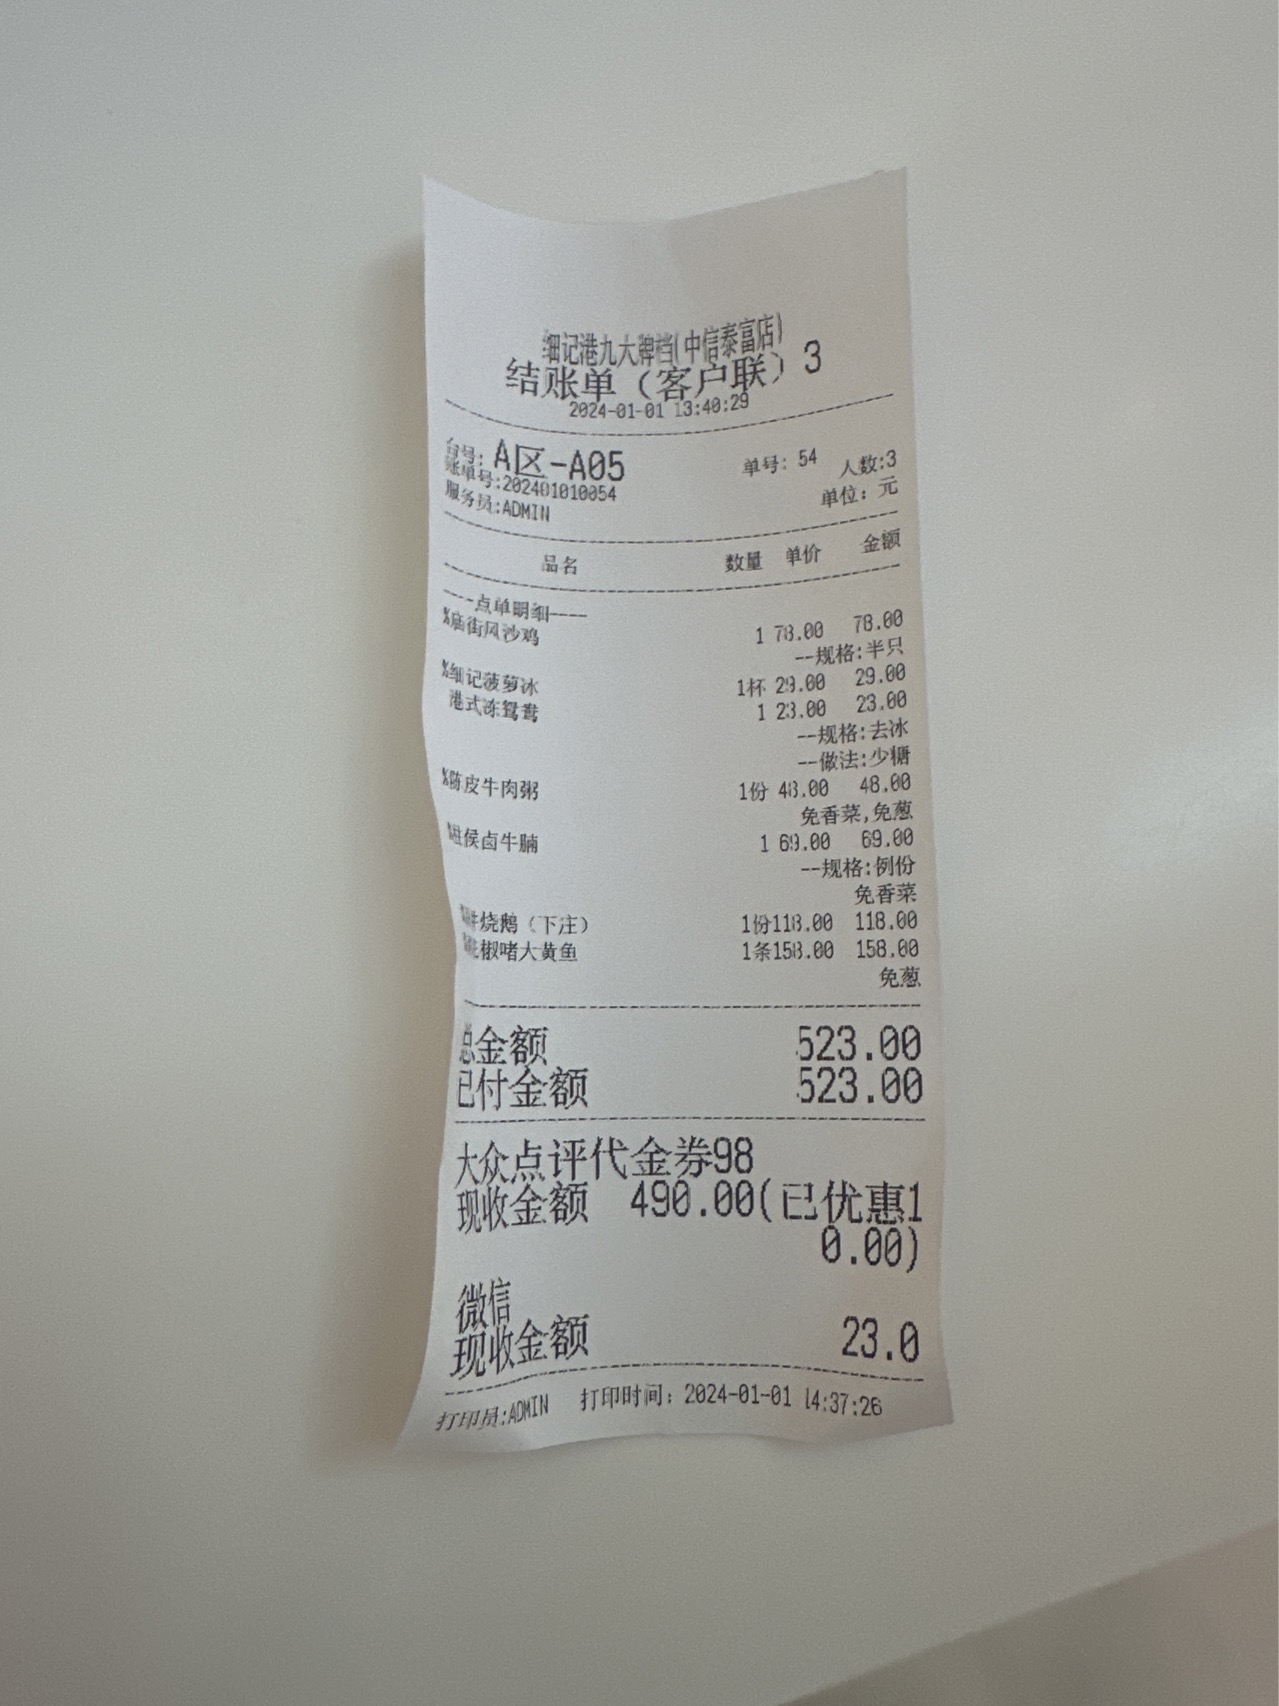 细记港九大牌档(中信泰富店)
结账单（客户联）3
2024-01-01 13:40:29
台号: A区-A05 单号: 54 人数:3
账单号:202401010054 单位: 元
服务员:ADMIN
品名 数量 单价 金额
----点单明细----
%庙街风沙鸡 1 78.00 78.00
--规格:半只
%细记菠萝冰 1杯 29.00 29.00
港式冻鸳鸯 1 23.00 23.00
--规格:去冰
--做法:少糖
%陈皮牛肉粥 1份 48.00 48.00
免香菜,免葱
%柱侯卤牛腩 1 69.00 69.00
--规格:例份
免香菜
烧鹅（下庄） 1份118.00 118.00
椒啫大黄鱼 1条158.00 158.00
免葱
总金额 523.00
已付金额 523.00
大众点评代金券98
现收金额 490.00(已优惠1
0.00)
微信
现收金额 23.0
打印员:ADMIN 打印时间: 2024-01-01 14:37:26